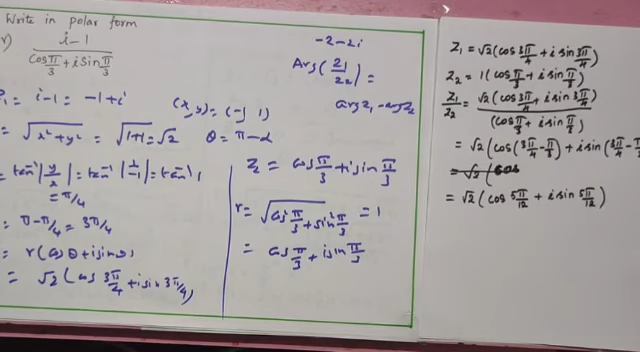 Write in polar form
v) i-1 / cos π/3 + i sin π/3
P₁ = i-1 = -1+i (x,y) = (-1, 1)
= √x²+y² = √1+1 = √2 θ = π-α
= tan⁻¹|y/x| = tan⁻¹|1/-1| = tan⁻¹ 1
= π/4
= π-π/4 = 3π/4
= r(cos θ + i sin θ)
= √2 (cos 3π/4 + i sin 3π/4)
-2-2i
Arg(z1/z2) =
arg z₁ - arg z₂
Z₂ = cos π/3 + i sin π/3
r = √cos² π/3 + sin² π/3 = 1
= cos π/3 + i sin π/3
Z₁ = √2 (cos 3π/4 + i sin 3π/4)
Z₂ = 1(cos π/3 + i sin π/3)
Z₁/Z₂ = √2 (cos 3π/4 + i sin 3π/4) / (cos π/3 + i sin π/3)
= √2 (cos(3π/4 - π/3) + i sin (3π/4 -
= √2 (cos
= √2 (cos 5π/12 + i sin 5π/12)